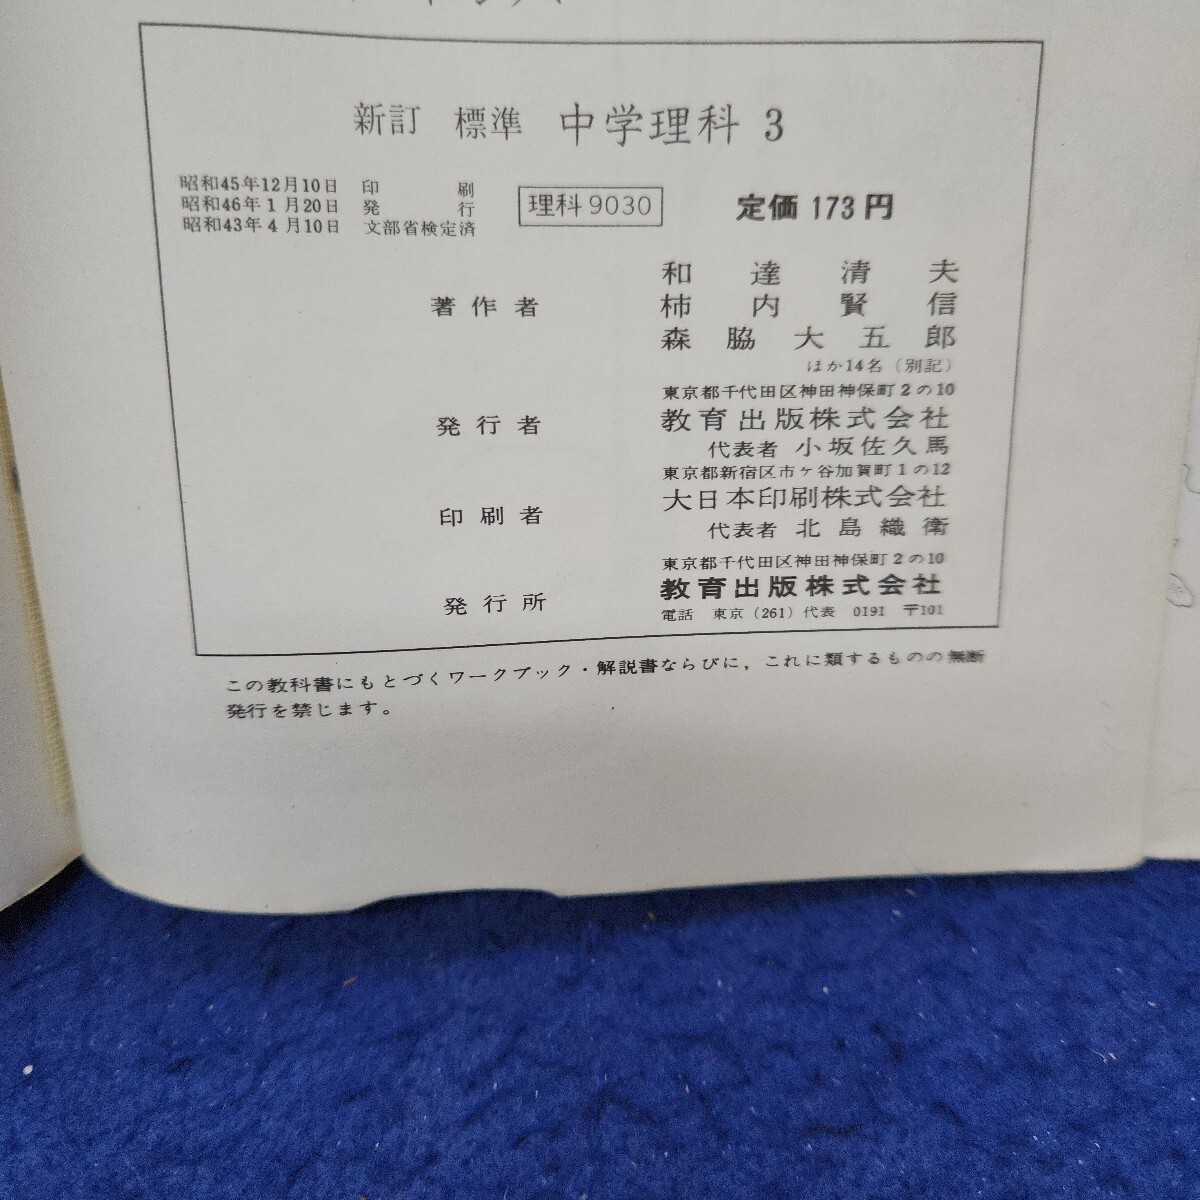 新訂 標準 中学理科 3
昭和45年12月10日 印刷
昭和46年1月20日 発行
昭和43年4月10日 文部省検定済
理科 9030
定価 173円
著作者
和達清夫
柿内賢信
森脇大五郎
ほか14名（別記）
東京都千代田区神田神保町2の10
発行者 教育出版株式会社
代表者 小坂佐久馬
東京都新宿区市ケ谷加賀町1の12
印刷者 大日本印刷株式会社
代表者 北島織衛
東京都千代田区神田神保町2の10
発行所 教育出版株式会社
電話 東京（261）代表 0191 〒101
この教科書にもとづくワークブック・解説書ならびに，これに類するものの無断
発行を禁じます。